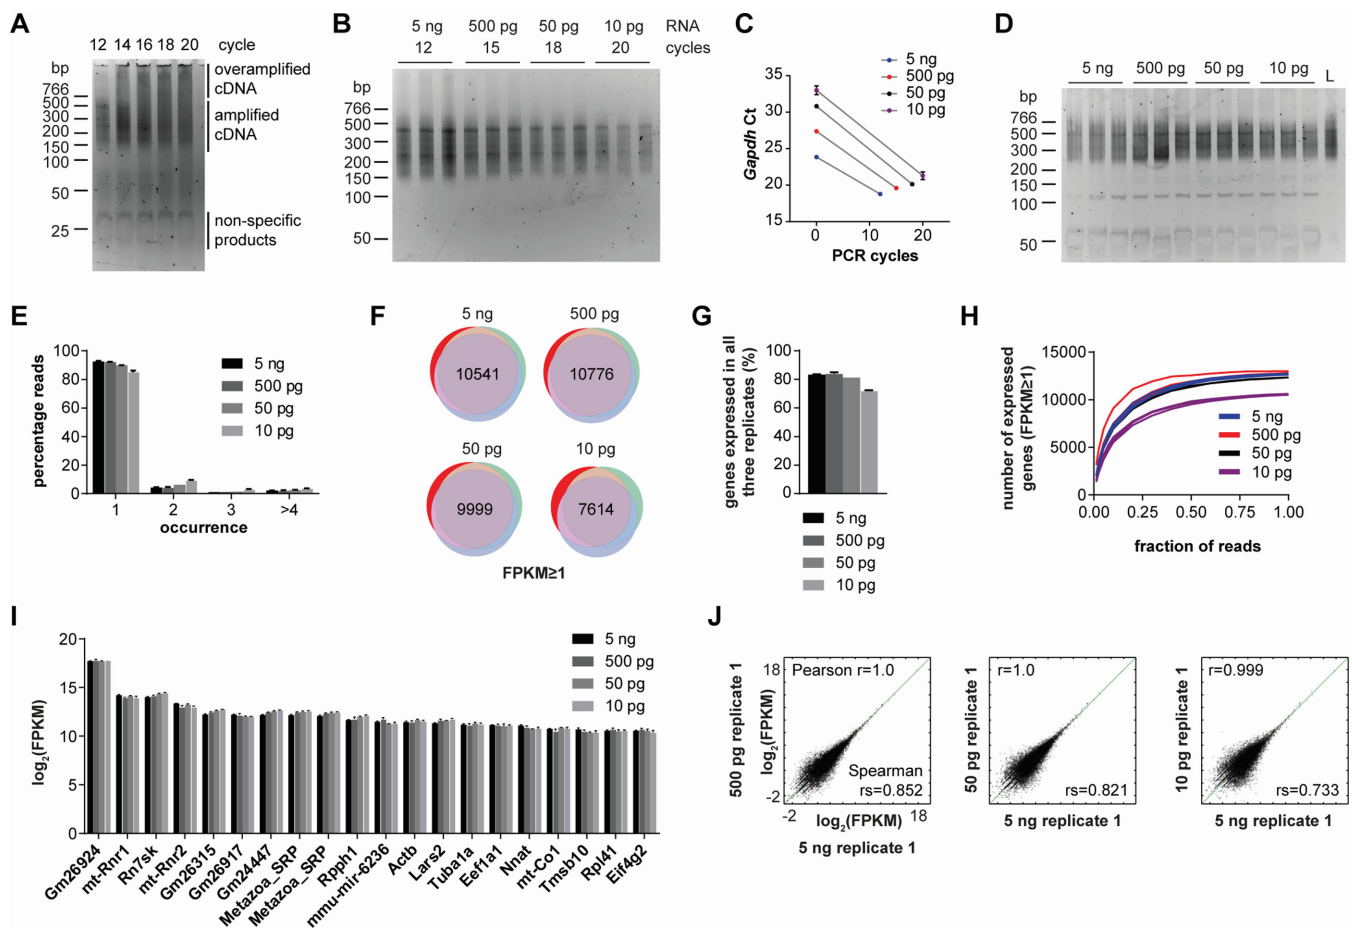 A
12 14 16 18 20 cycle
bp
766
500
300
200
150
100
50
25
overamplified
cDNA
amplified
cDNA
non-specific
products
B
5 ng 500 pg 50 pg 10 pg RNA
12 15 18 20 cycles
bp
766
500
300
200
150
100
50
C
35
30
25
20
15
Gapdh Ct
0 10 20
PCR cycles
5 ng
500 pg
50 pg
10 pg
D
5 ng 500 pg 50 pg 10 pg L
bp
766
500
300
200
150
100
50
E
percentage reads
100
80
60
40
20
0
1 2 3 >4
occurrence
5 ng
500 pg
50 pg
10 pg
F
5 ng 500 pg
10541 10776
50 pg 10 pg
9999 7614
FPKM≥1
G
genes expressed in all
three replicates (%)
100
80
60
40
20
0
5 ng
500 pg
50 pg
10 pg
H
number of expressed
genes (FPKM≥1)
15000
10000
5000
0
0.01 0.25 0.50 0.75 1.00
fraction of reads
5 ng
500 pg
50 pg
10 pg
I
log2(FPKM)
20
15
10
5
0
5 ng
500 pg
50 pg
10 pg
Gm26924
mt-Rnr1
Rn7sk
mt-Rnr2
Gm26315
Gm26917
Gm24447
Metazoa_SRP
Metazoa_SRP
Rpph1
mmu-mir-6236
Actb
Lars2
Tuba1a
Eef1a1
Nnat
mt-Co1
Tmsb10
Rpl41
Eif4g2
J
500 pg replicate 1
log2(FPKM)
18
-2
Pearson r=1.0
Spearman
rs=0.852
-2 18
log2(FPKM)
5 ng replicate 1
50 pg replicate 1
r=1.0
rs=0.821
5 ng replicate 1
10 pg replicate 1
r=0.999
rs=0.733
5 ng replicate 1